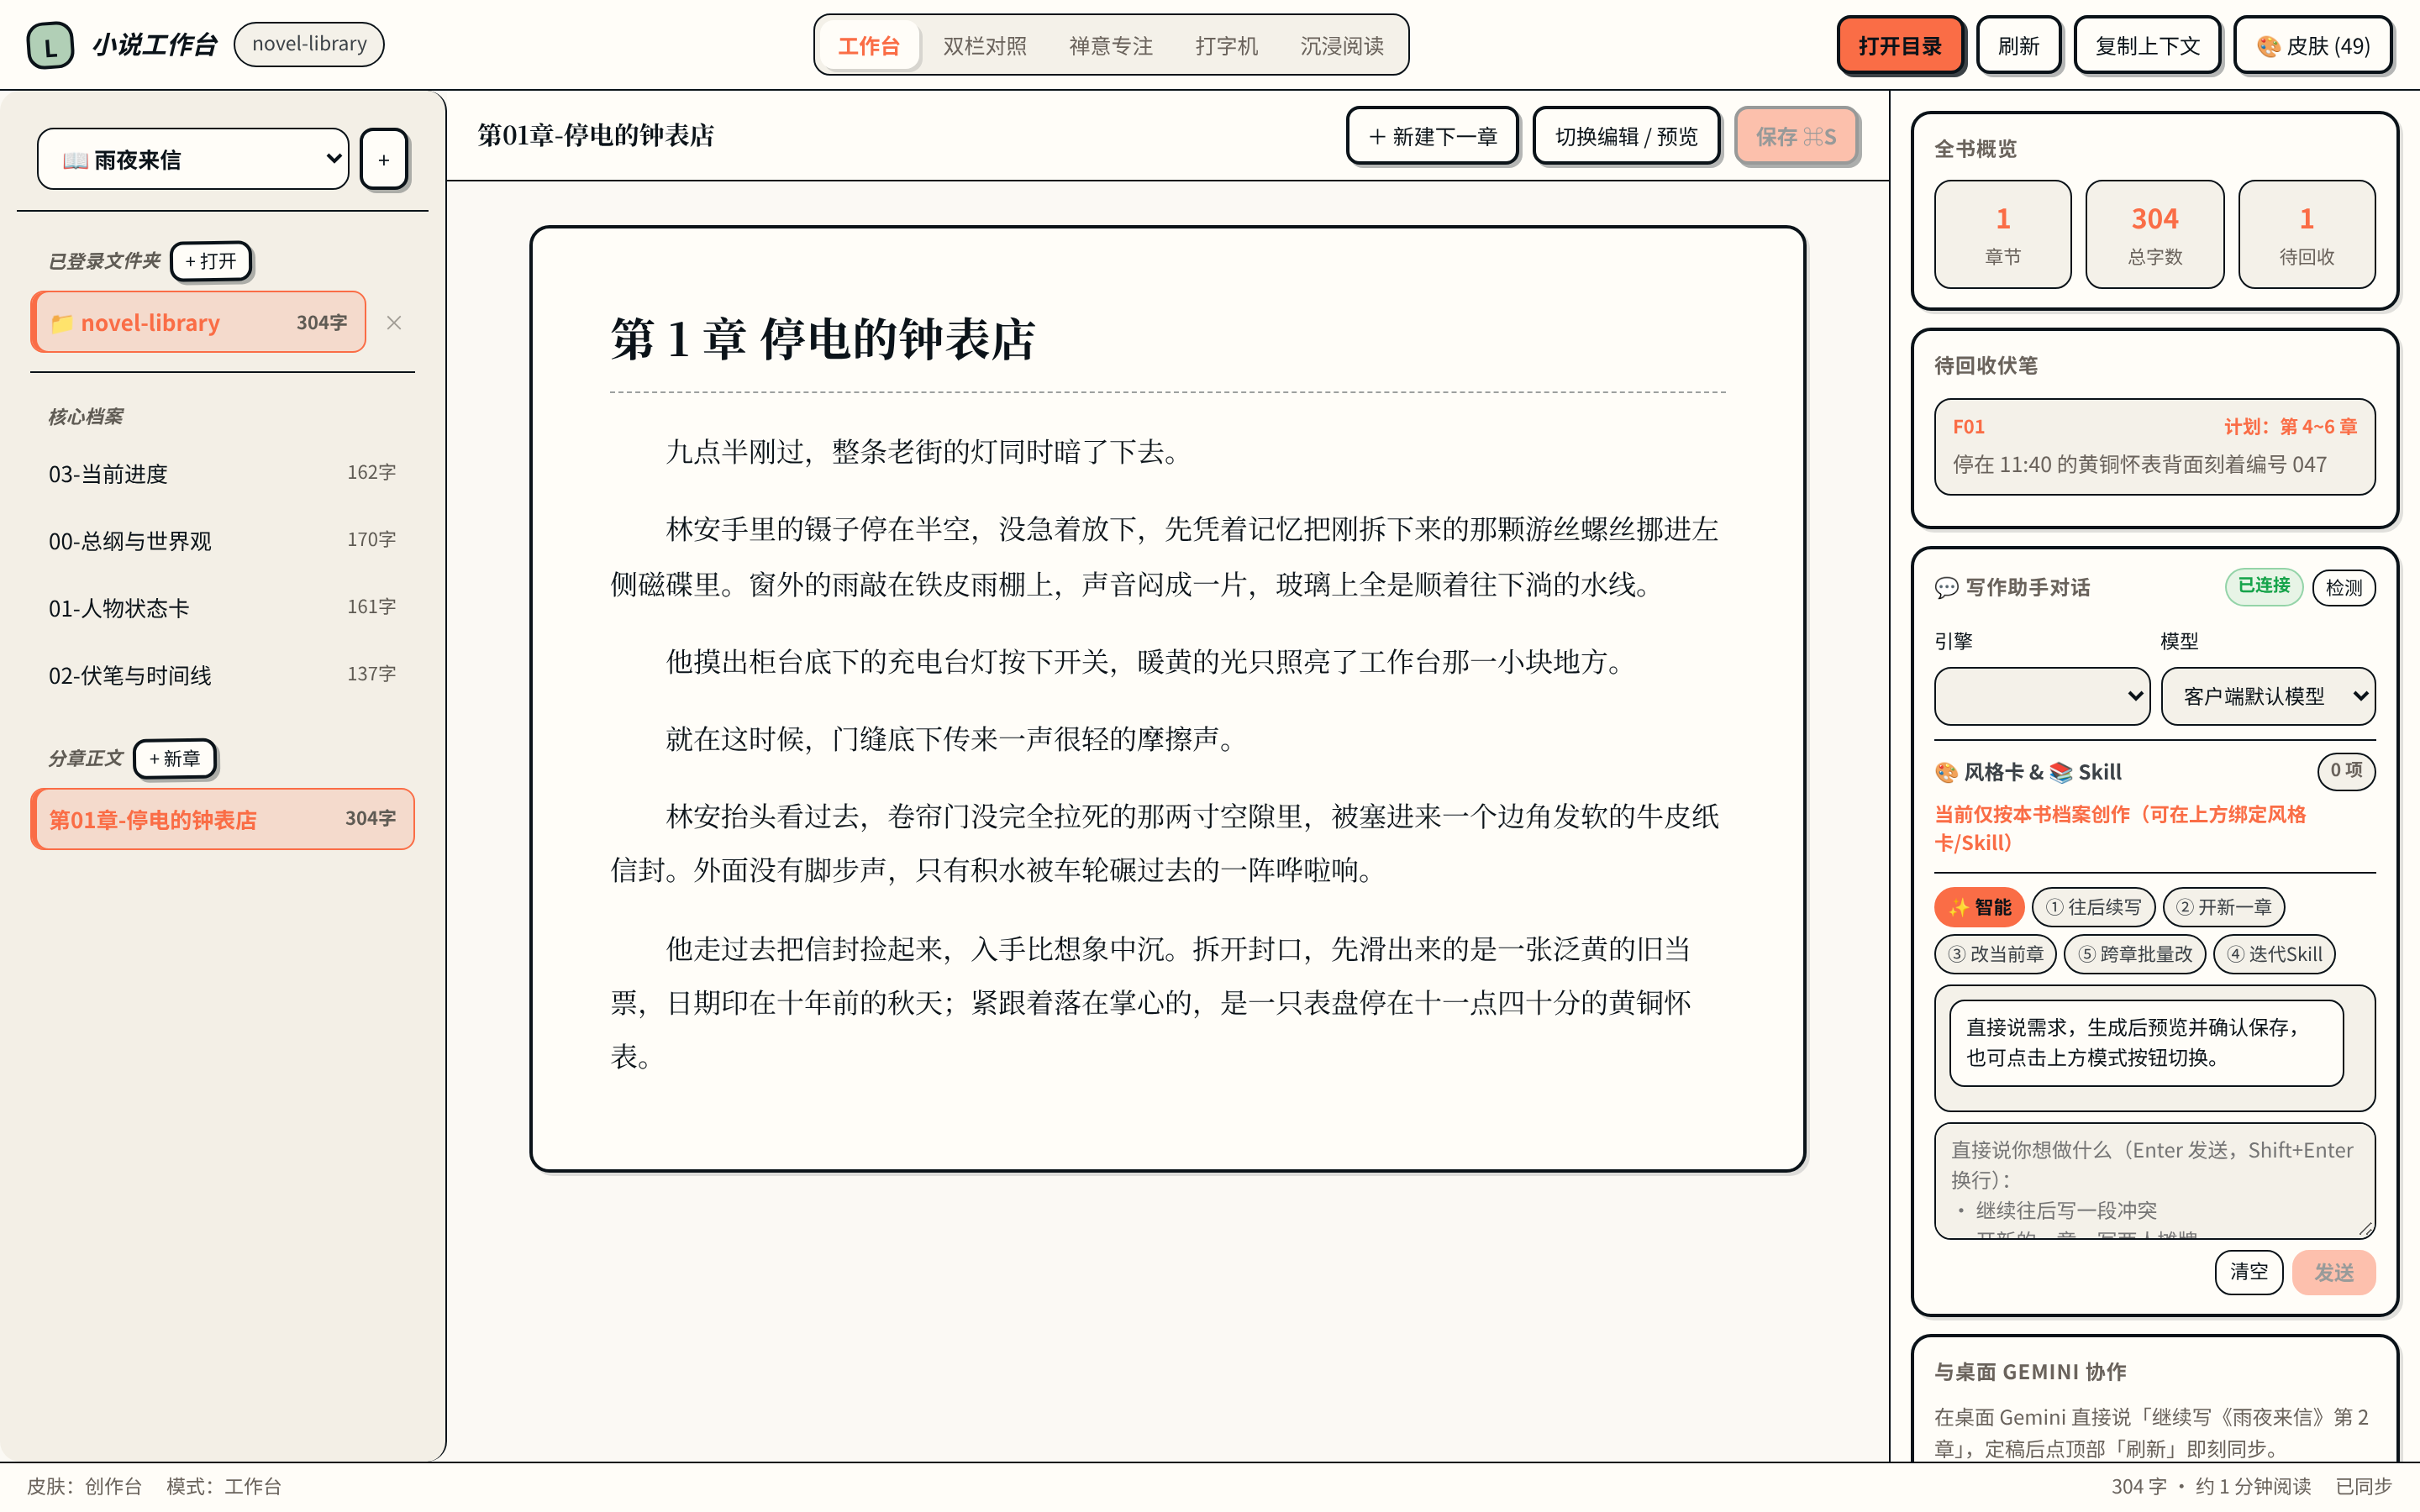 L 小说工作台 novel-library
工作台 双栏对照 禅意专注 打字机 沉浸阅读
打开目录 刷新 复制上下文 🎨 皮肤 (49)
📖 雨夜来信 +
已登录文件夹 + 打开
📁 novel-library 304字 ×
核心档案
03-当前进度 162字
00-总纲与世界观 170字
01-人物状态卡 161字
02-伏笔与时间线 137字
分章正文 + 新章
第01章-停电的钟表店 304字
第01章-停电的钟表店
＋ 新建下一章 切换编辑 / 预览 保存 ⌘S
第 1 章 停电的钟表店
九点半刚过，整条老街的灯同时暗了下去。
林安手里的镊子停在半空，没急着放下，先凭着记忆把刚拆下来的那颗游丝螺丝挪进左
侧磁碟里。窗外的雨敲在铁皮雨棚上，声音闷成一片，玻璃上全是顺着往下淌的水线。
他摸出柜台底下的充电台灯按下开关，暖黄的光只照亮了工作台那一小块地方。
就在这时候，门缝底下传来一声很轻的摩擦声。
林安抬头看过去，卷帘门没完全拉死的那两寸空隙里，被塞进来一个边角发软的牛皮纸
信封。外面没有脚步声，只有积水被车轮碾过去的一阵哗啦响。
他走过去把信封捡起来，入手比想象中沉。拆开封口，先滑出来的是一张泛黄的旧当
票，日期印在十年前的秋天；紧跟着落在掌心的，是一只表盘停在十一点四十分的黄铜怀
表。
全书概览
1 304 1
章节 总字数 待回收
待回收伏笔
F01 计划：第 4~6 章
停在 11:40 的黄铜怀表背面刻着编号 047
💬 写作助手对话 已连接 检测
引擎 模型
客户端默认模型
🎨 风格卡 & 📚 Skill 0 项
当前仅按本书档案创作（可在上方绑定风格
卡/Skill）
✨ 智能 ① 往后续写 ② 开新一章
③ 改当前章 ⑤ 跨章批量改 ④ 迭代Skill
直接说需求，生成后预览并确认保存，
也可点击上方模式按钮切换。
直接说你想做什么（Enter 发送，Shift+Enter
换行）：
· 继续往后写一段冲突
清空 发送
与桌面 GEMINI 协作
在桌面 Gemini 直接说「继续写《雨夜来信》第 2
章」，定稿后点顶部「刷新」即刻同步。
皮肤：创作台 模式：工作台
304 字 · 约 1 分钟阅读 已同步